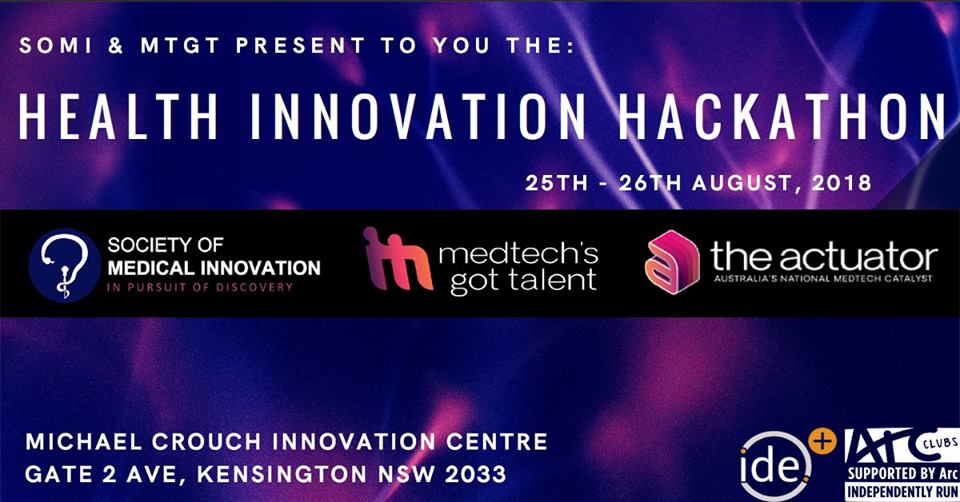 SOMI & MTGT PRESENT TO YOU THE:
HEALTH INNOVATION HACKATHON
25TH - 26TH AUGUST, 2018
SOCIETY OF
MEDICAL INNOVATION
IN PURSUIT OF DISCOVERY
medtech's
got talent
the actuator
AUSTRALIA'S NATIONAL MEDTECH CATALYST
MICHAEL CROUCH INNOVATION CENTRE
GATE 2 AVE, KENSINGTON NSW 2033
ide.+
Arc CLUBS
SUPPORTED BY Arc
INDEPENDENTLY RUN